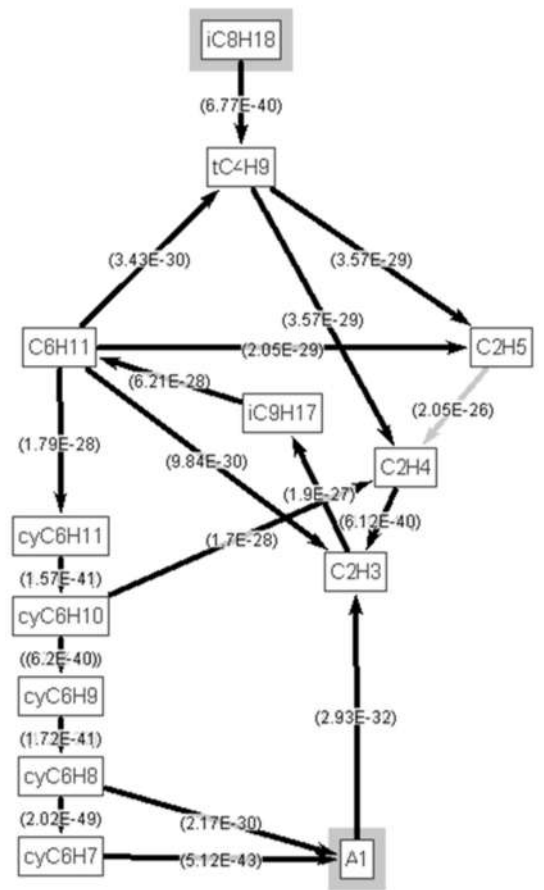 iC8H18
(6.77E-40)
tC4H9
(3.43E-30)
(3.57E-29)
(3.57E-29)
C6H11
(2.05E-29)
C2H5
(6.21E-28)
iC9H17
(2.05E-26)
(1.79E-28)
(9.84E-30)
C2H4
(1.9E-27)
(6.12E-40)
cyC6H11
(1.7E-28)
(1.57E-41)
C2H3
cyC6H10
((6.2E-40))
cyC6H9
(2.93E-32)
(1.72E-41)
cyC6H8
(2.02E-49)
(2.17E-30)
cyC6H7
(5.12E-43)
A1